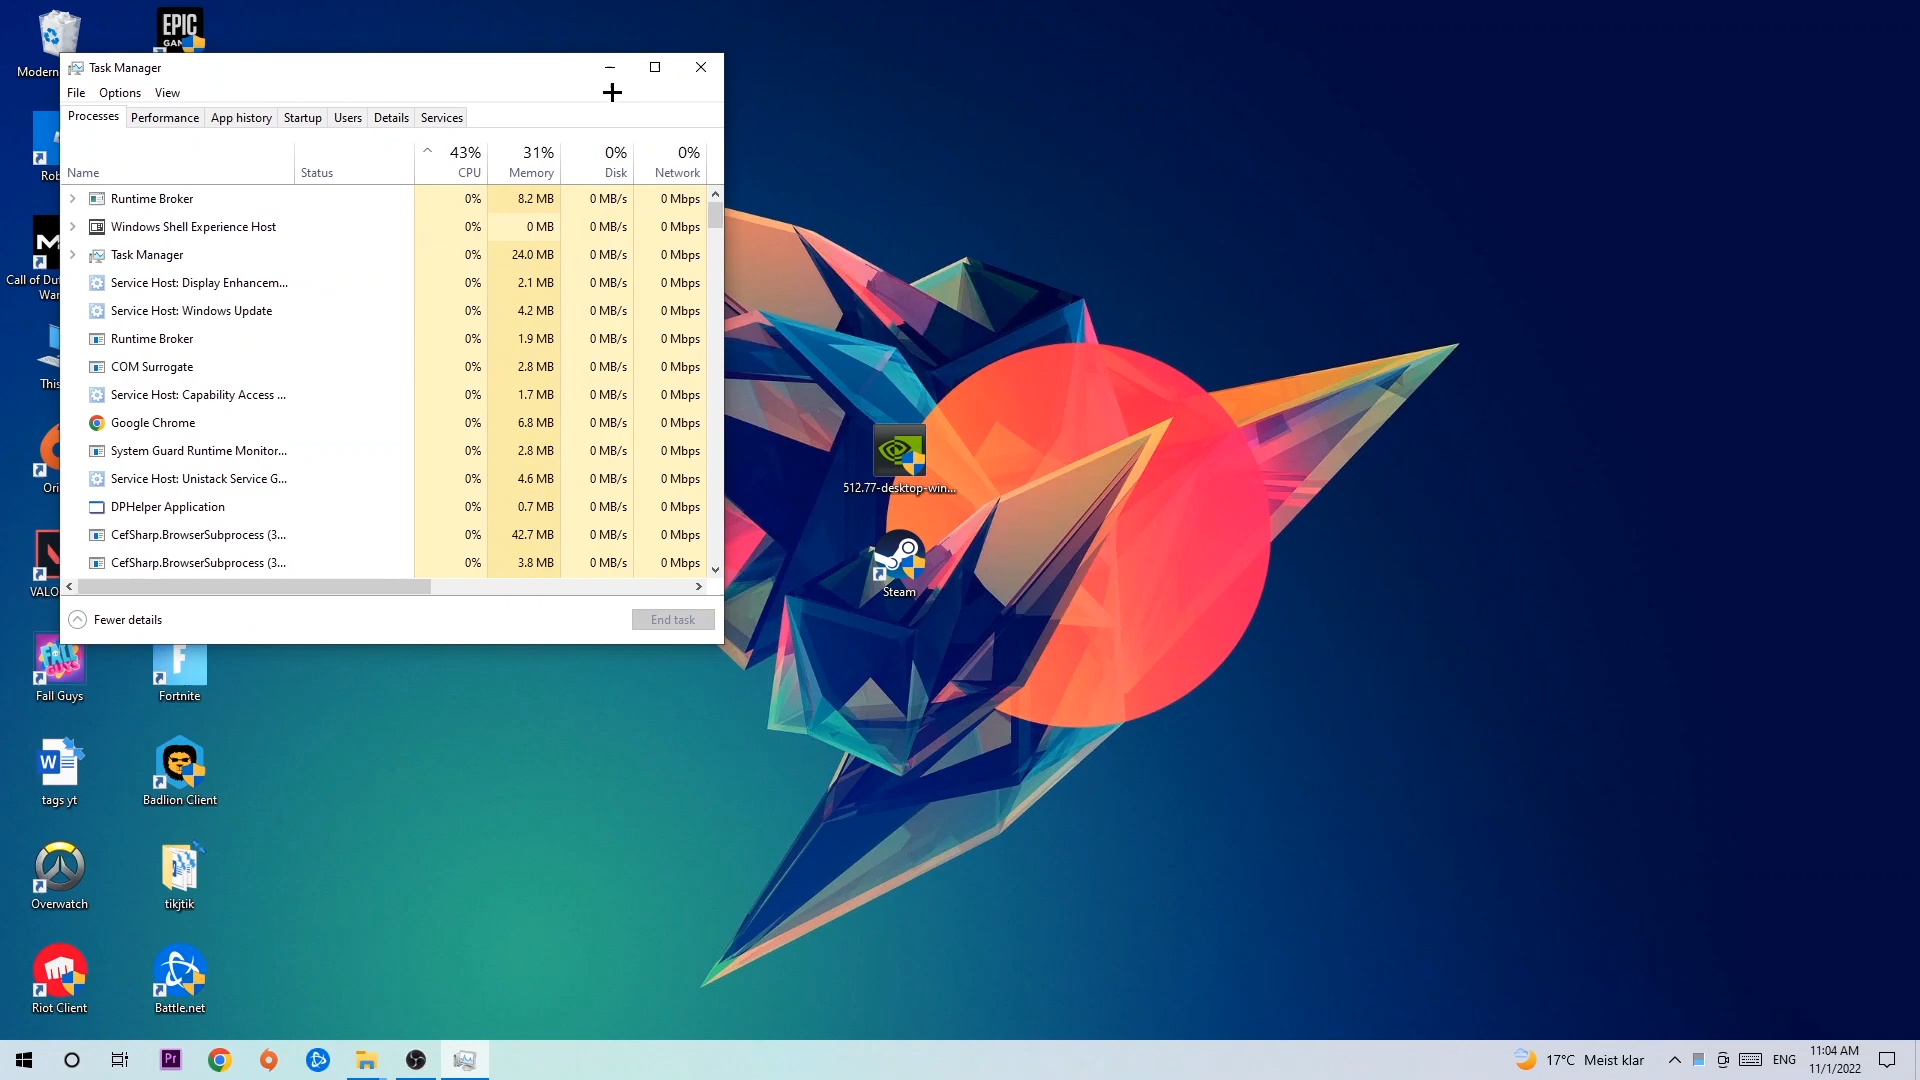 EPIC
GAM
Modern
Task Manager
File Options View
Processes Performance App history Startup Users Details Services
43% 31% 0% 0%
Name Status CPU Memory Disk Network
Runtime Broker 0% 8.2 MB 0 MB/s 0 Mbps
Windows Shell Experience Host 0% 0 MB 0 MB/s 0 Mbps
Task Manager 0% 24.0 MB 0 MB/s 0 Mbps
Service Host: Display Enhancem... 0% 2.1 MB 0 MB/s 0 Mbps
Service Host: Windows Update 0% 4.2 MB 0 MB/s 0 Mbps
Runtime Broker 0% 1.9 MB 0 MB/s 0 Mbps
COM Surrogate 0% 2.8 MB 0 MB/s 0 Mbps
Service Host: Capability Access ... 0% 1.7 MB 0 MB/s 0 Mbps
Google Chrome 0% 6.8 MB 0 MB/s 0 Mbps
System Guard Runtime Monitor... 0% 2.8 MB 0 MB/s 0 Mbps
Service Host: Unistack Service G... 0% 4.6 MB 0 MB/s 0 Mbps
DPHelper Application 0% 0.7 MB 0 MB/s 0 Mbps
CefSharp.BrowserSubprocess (3... 0% 42.7 MB 0 MB/s 0 Mbps
CefSharp.BrowserSubprocess (3... 0% 3.8 MB 0 MB/s 0 Mbps
Fewer details End task
Rob
Call of Du
War
This
Ori
VALO
512.77-desktop-win...
Steam
Fall Guys
Fortnite
tags yt
Badlion Client
Overwatch
tikjtik
Riot Client
Battle.net
Pr
17°C Meist klar ENG 11:04 AM
11/1/2022